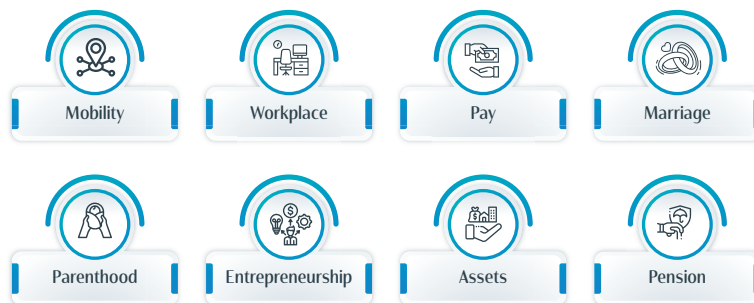 Mobility
Workplace
Pay
Marriage
Parenthood
Entrepreneurship
Assets
Pension